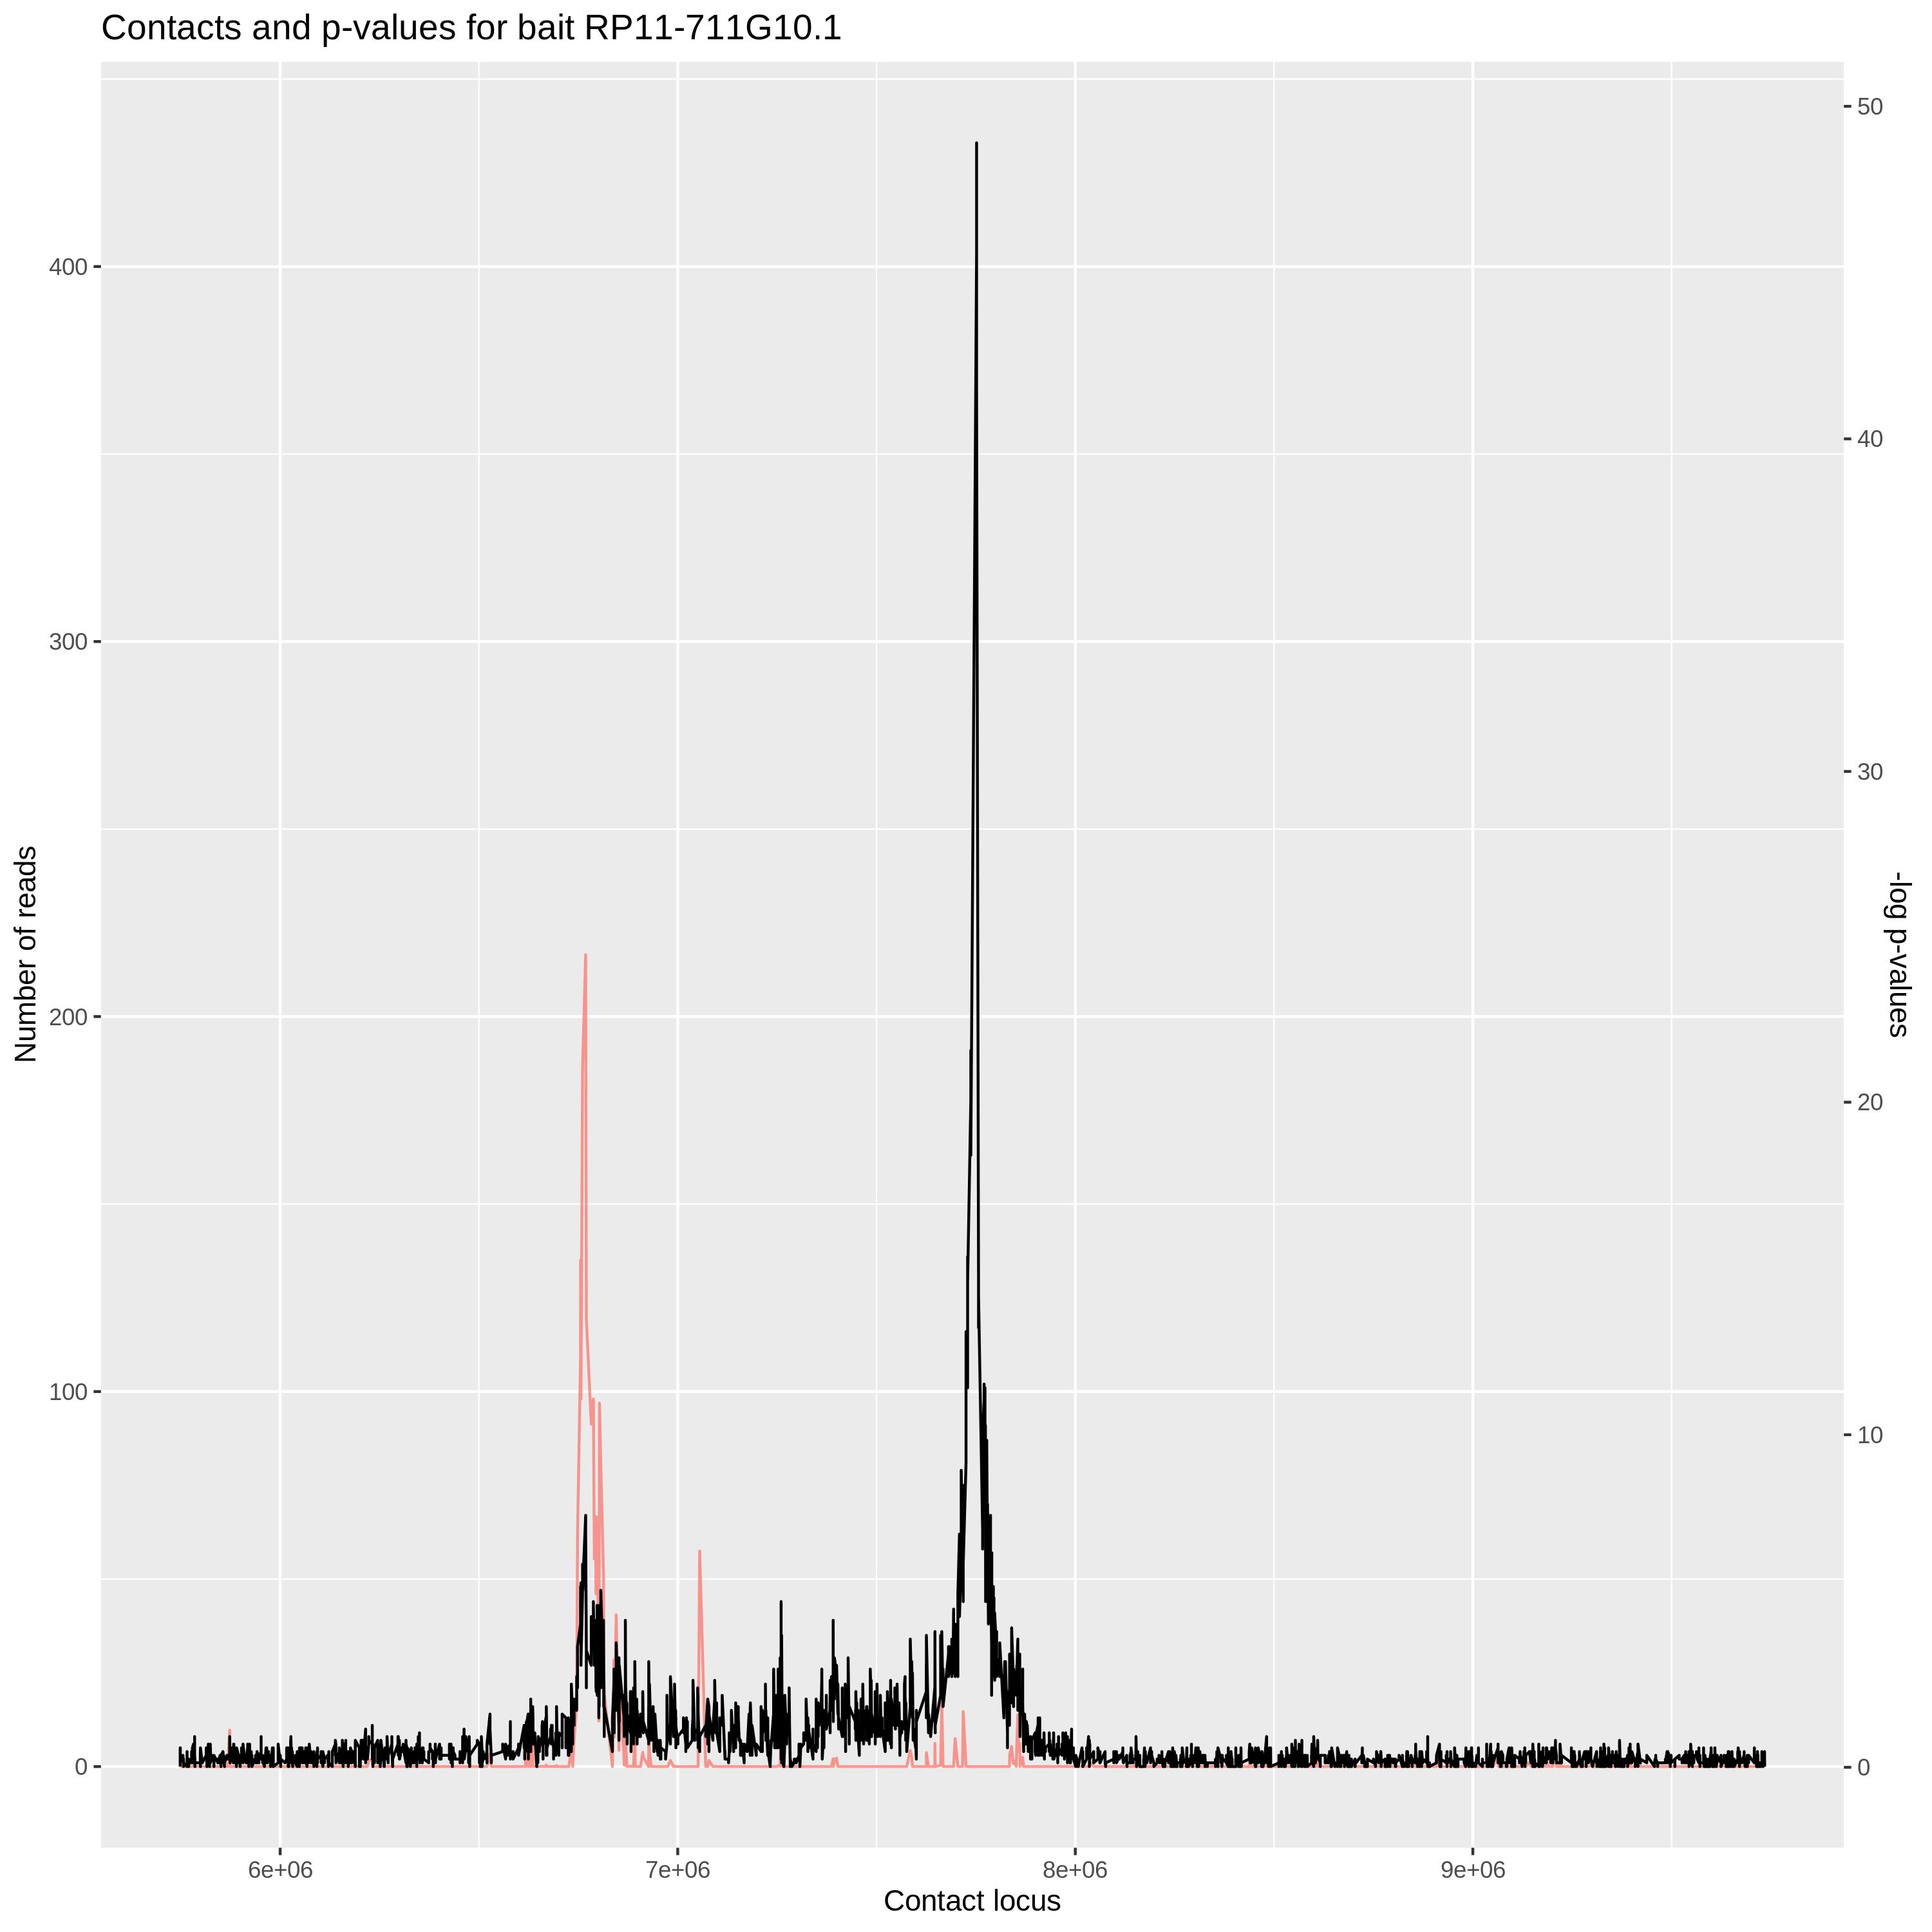 Contacts and p-values for bait RP11-711G10.1
Number of reads
400
300
200
100
0
50
40
30
20
10
0
-log p-values
6e+06 7e+06 8e+06 9e+06
Contact locus